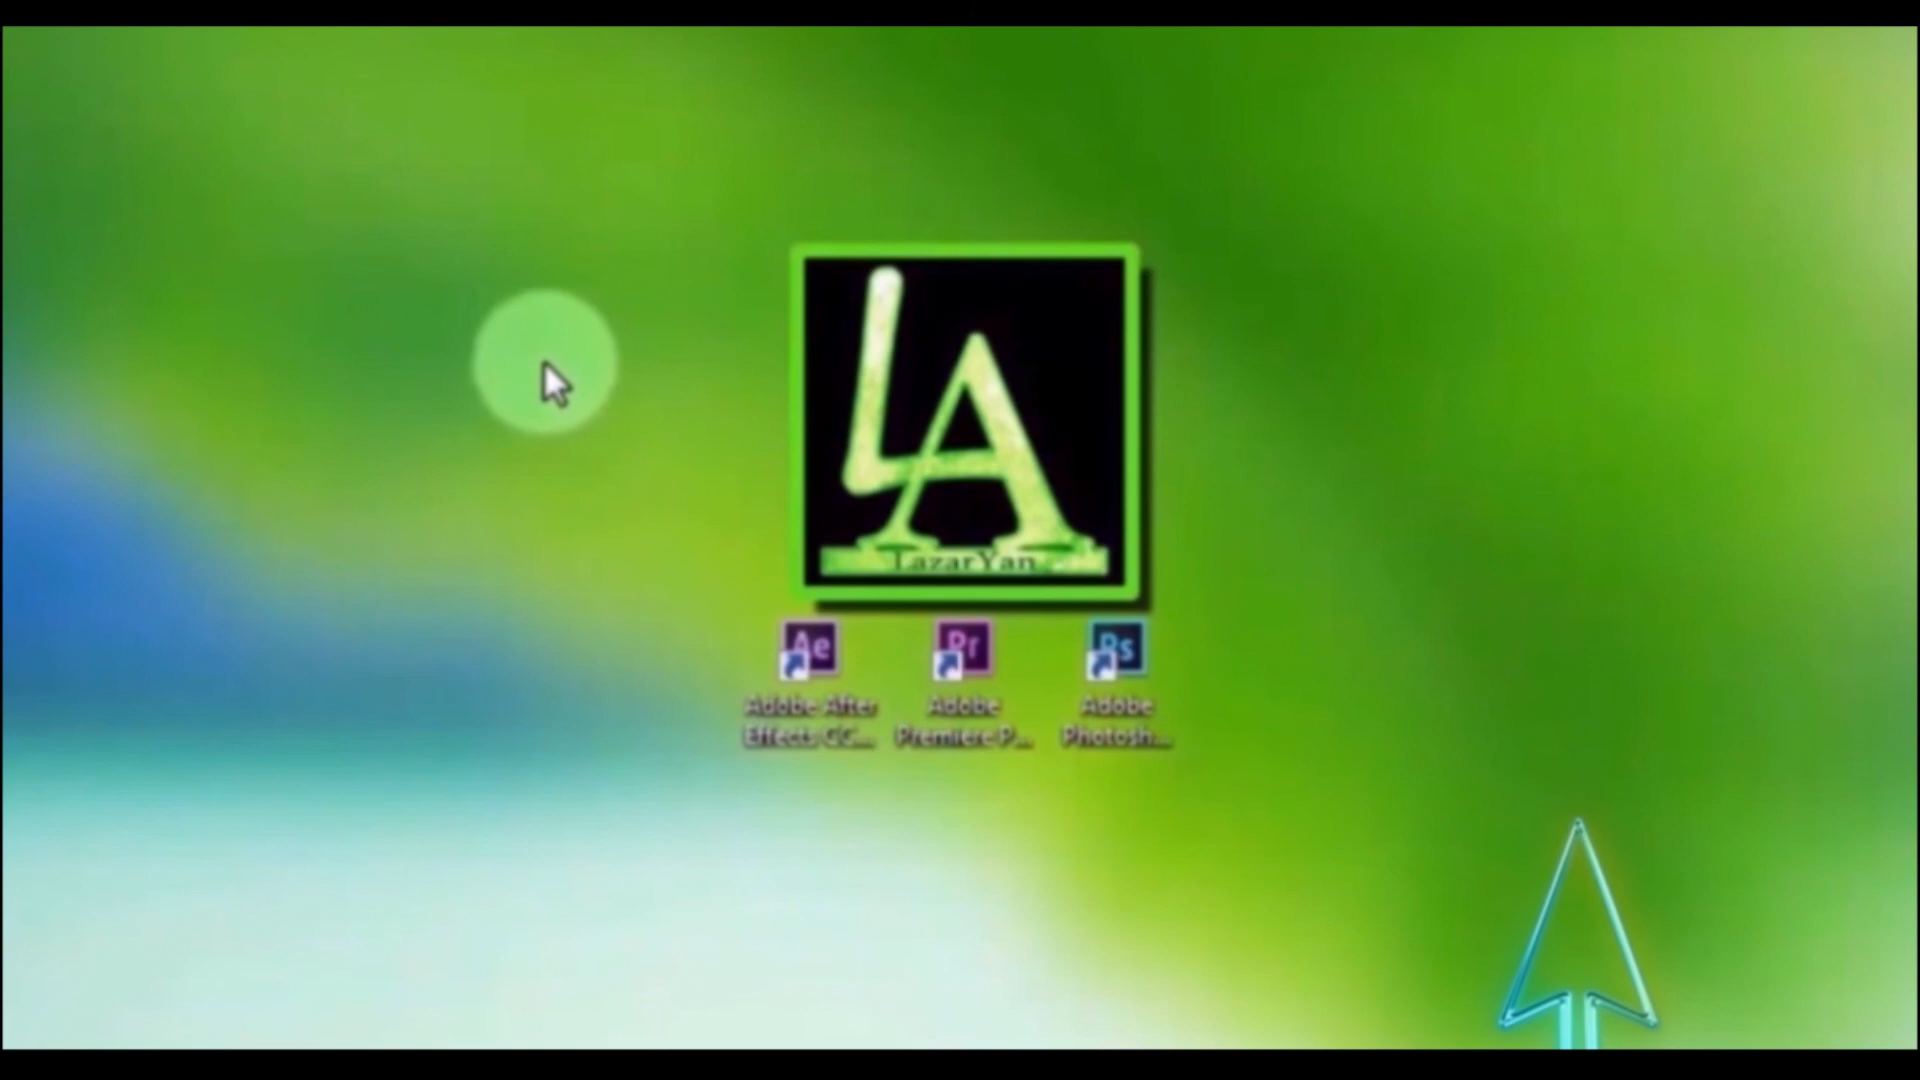 LA
LazarYan
Ae
Pr
Ps
Adobe After
Effects CC...
Adobe
Premiere P...
Adobe
Photosh...